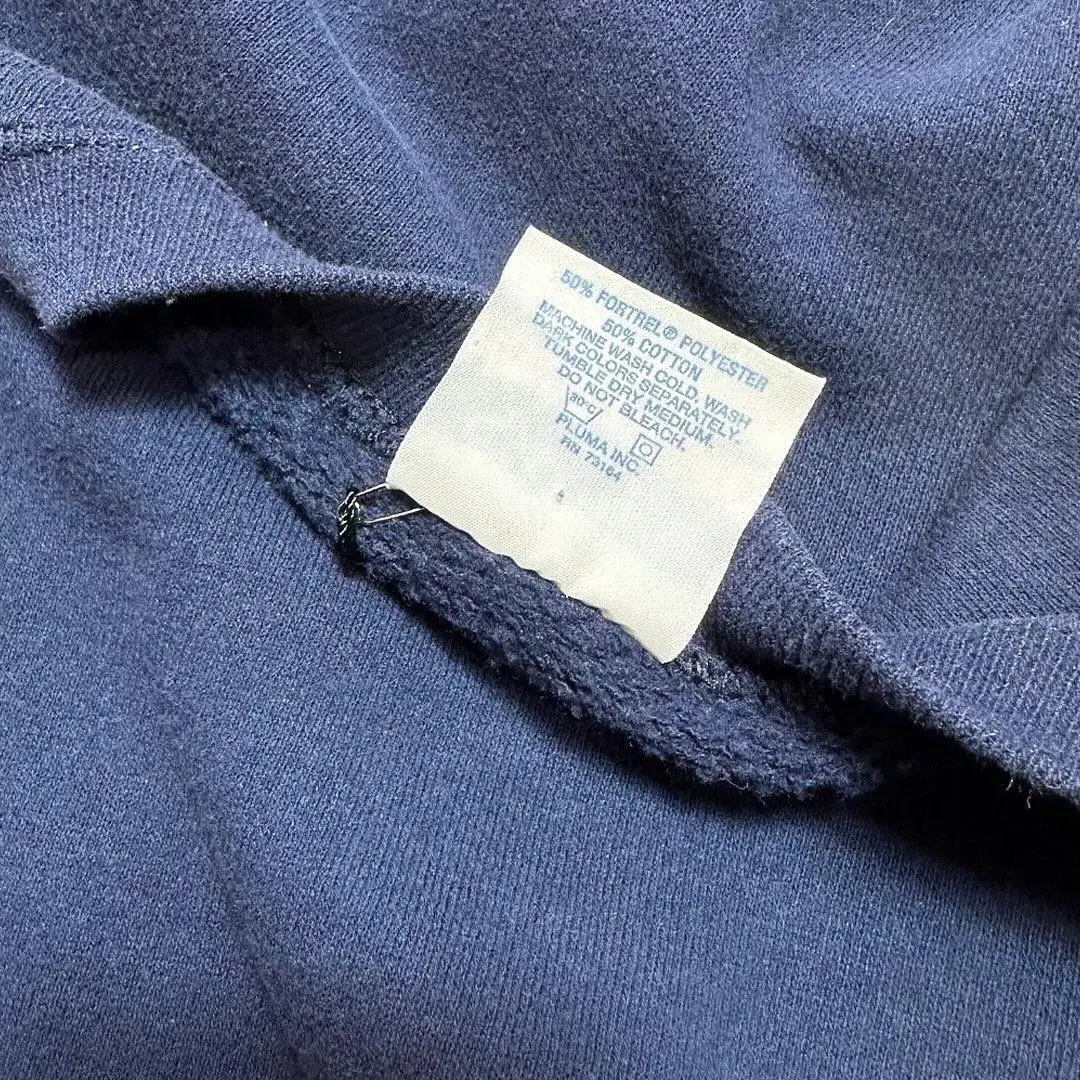 50% FORTREL® POLYESTER
50% COTTON
MACHINE WASH COLD. WASH
DARK COLORS SEPARATELY.
TUMBLE DRY MEDIUM.
DO NOT BLEACH.
30°C
PLUMA INC.
RN 73164